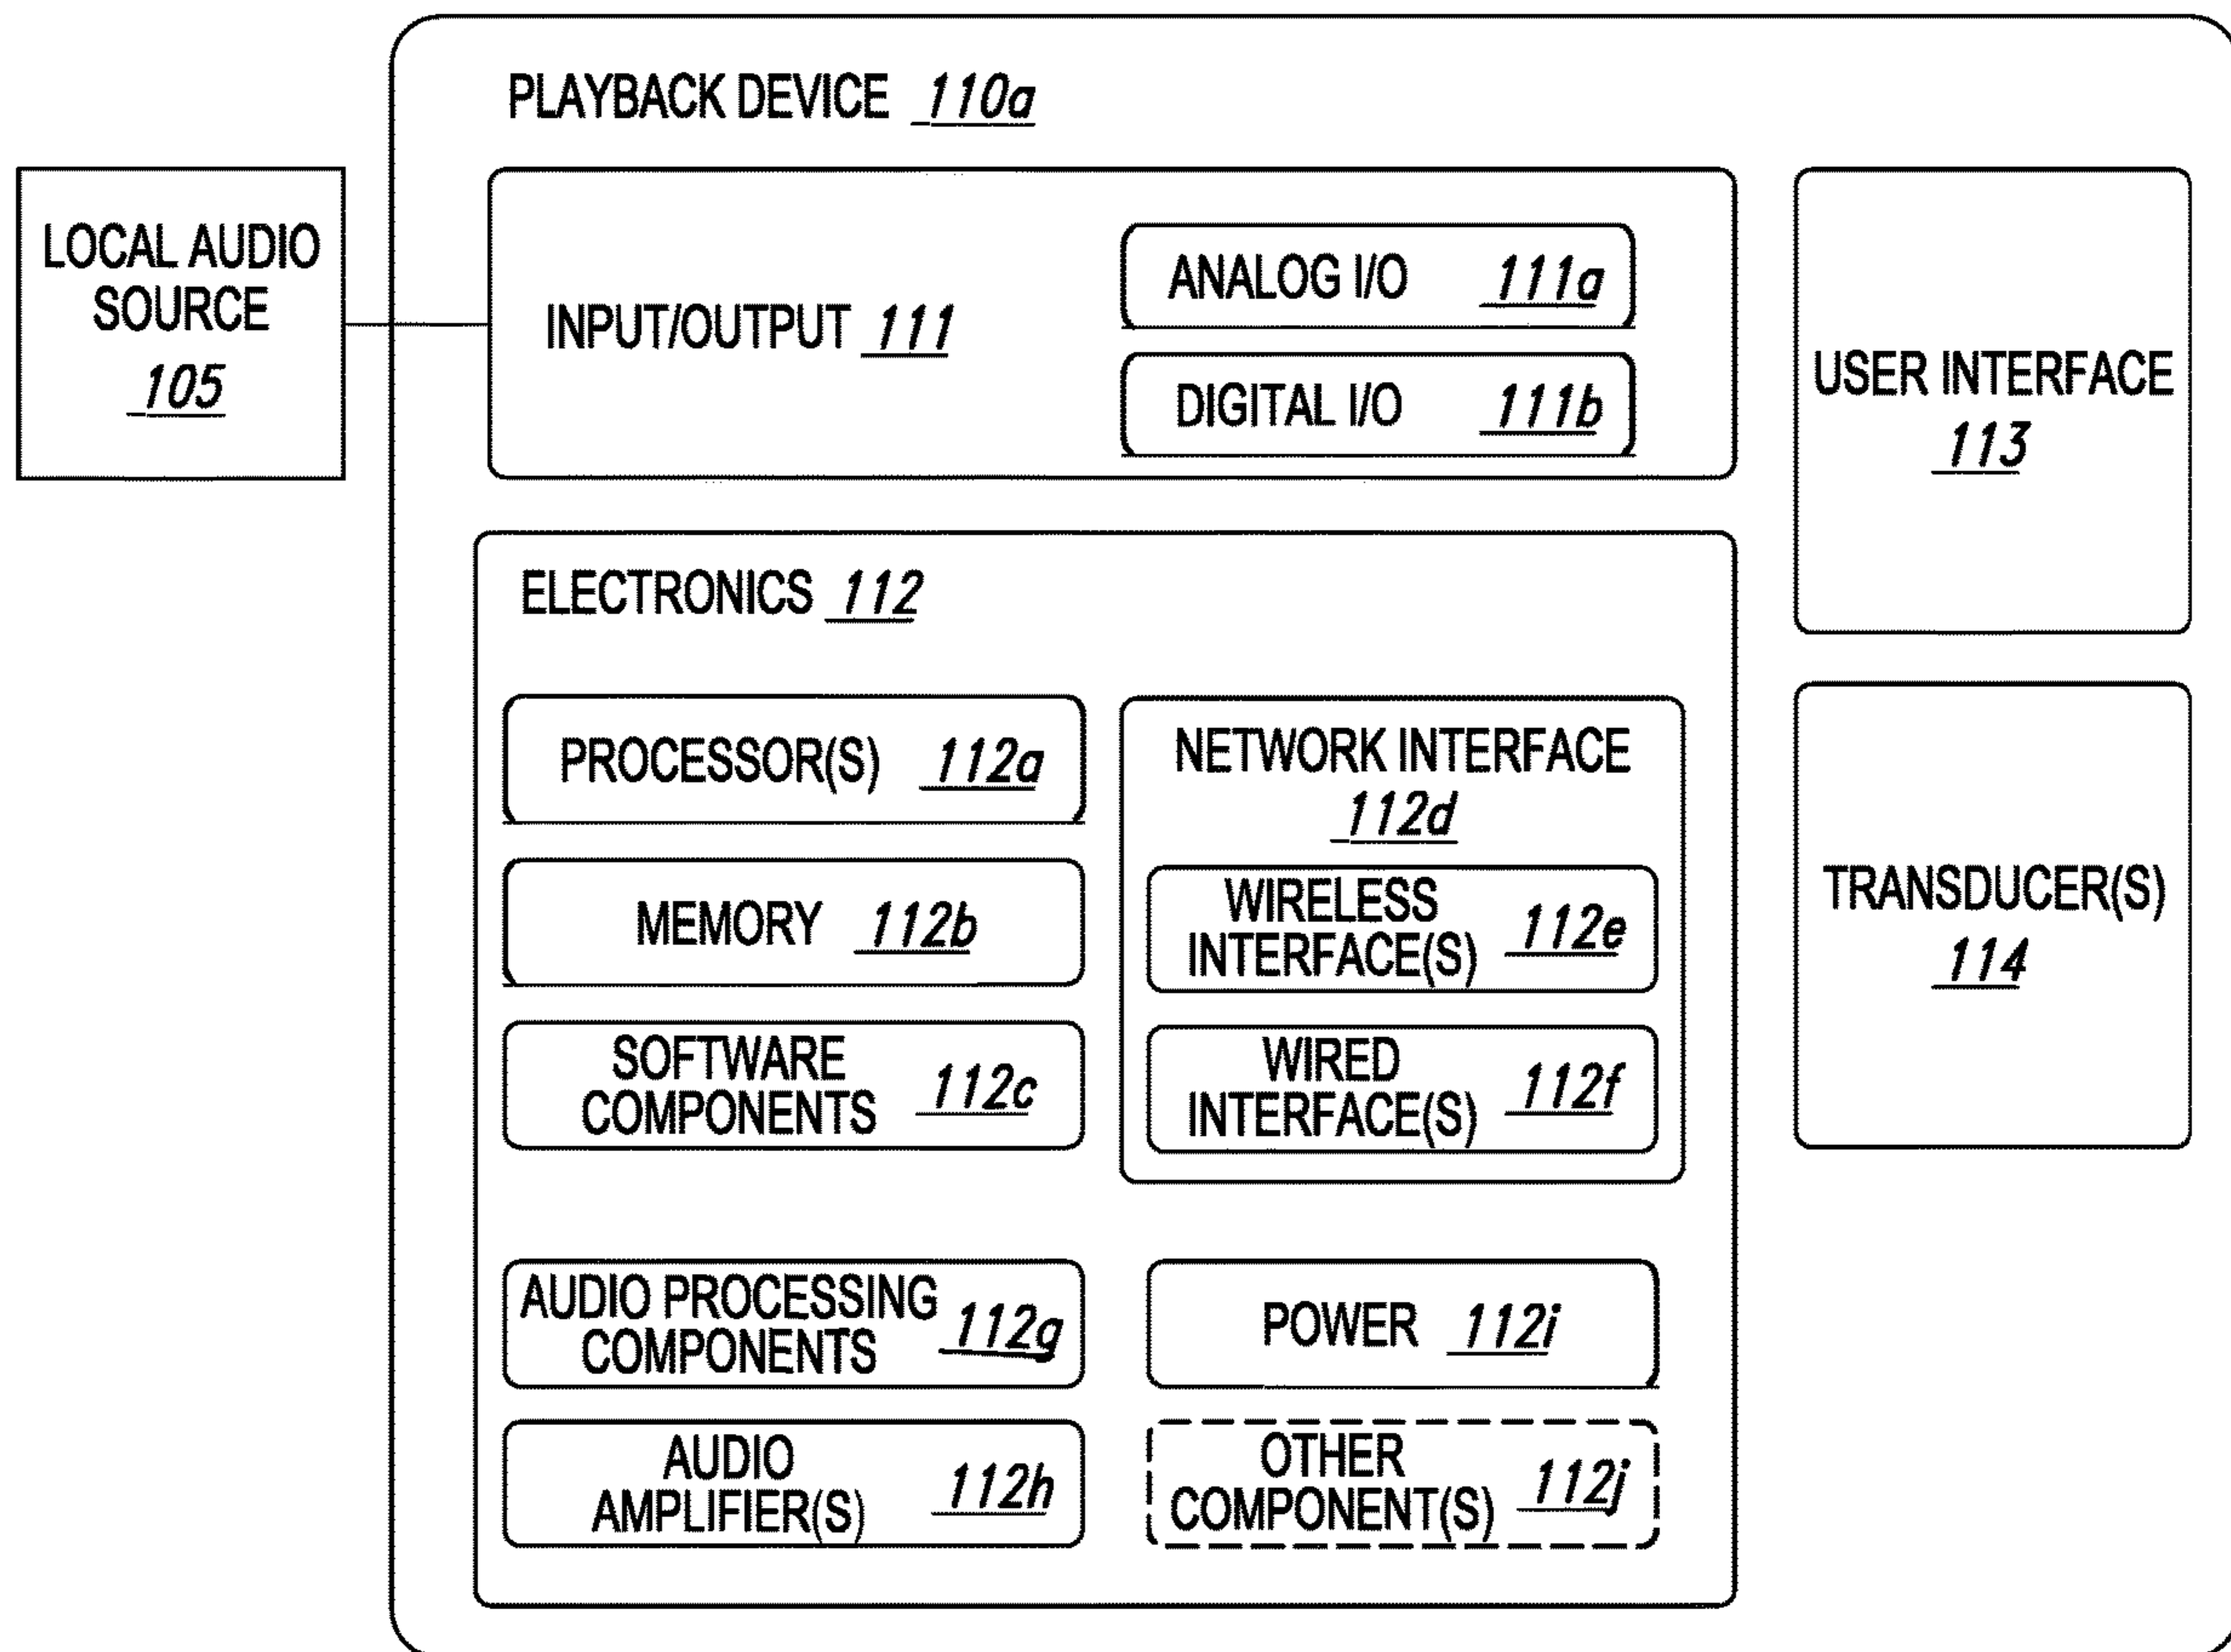 PLAYBACK DEVICE 110a
LOCAL AUDIO
SOURCE
105
INPUT/OUTPUT 111
ANALOG I/O 111a
DIGITAL I/O 111b
USER INTERFACE
113
ELECTRONICS 112
PROCESSOR(S) 112a
MEMORY 112b
SOFTWARE
COMPONENTS 112c
NETWORK INTERFACE
112d
WIRELESS
INTERFACE(S) 112e
WIRED
INTERFACE(S) 112f
TRANSDUCER(S)
114
AUDIO PROCESSING
COMPONENTS 112g
AUDIO
AMPLIFIER(S) 112h
POWER 112i
OTHER
COMPONENT(S) 112j